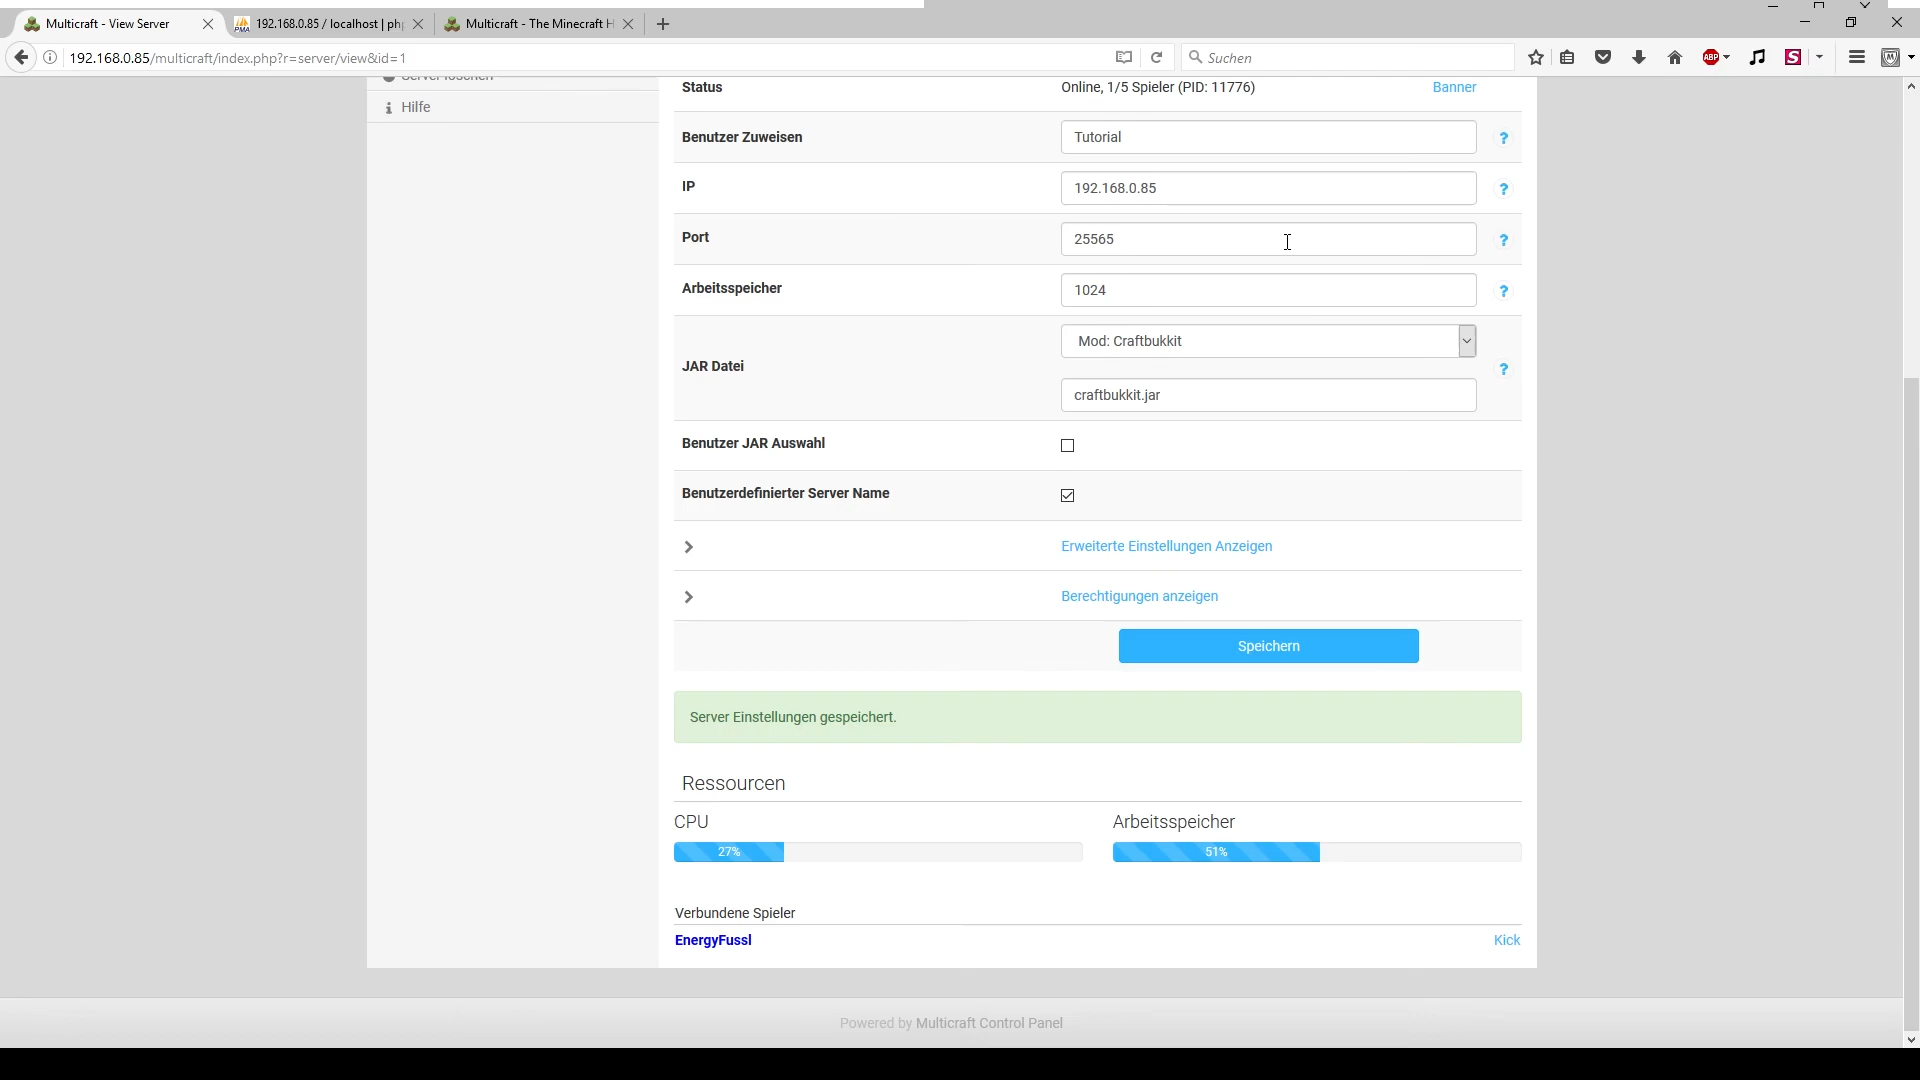 Multicraft - View Server
192.168.0.85 / localhost | ph
Multicraft - The Minecraft H
192.168.0.85/multicraft/index.php?r=server/view&id=1
Suchen
ABP
Server löschen
Hilfe
Status
Online, 1/5 Spieler (PID: 11776)
Banner
Benutzer Zuweisen
Tutorial
?
IP
192.168.0.85
?
Port
25565
?
Arbeitsspeicher
1024
?
JAR Datei
Mod: Craftbukkit
craftbukkit.jar
?
Benutzer JAR Auswahl
Benutzerdefinierter Server Name
Erweiterte Einstellungen Anzeigen
Berechtigungen anzeigen
Speichern
Server Einstellungen gespeichert.
Ressourcen
CPU
Arbeitsspeicher
27%
51%
Verbundene Spieler
EnergyFussl
Kick
Powered by Multicraft Control Panel